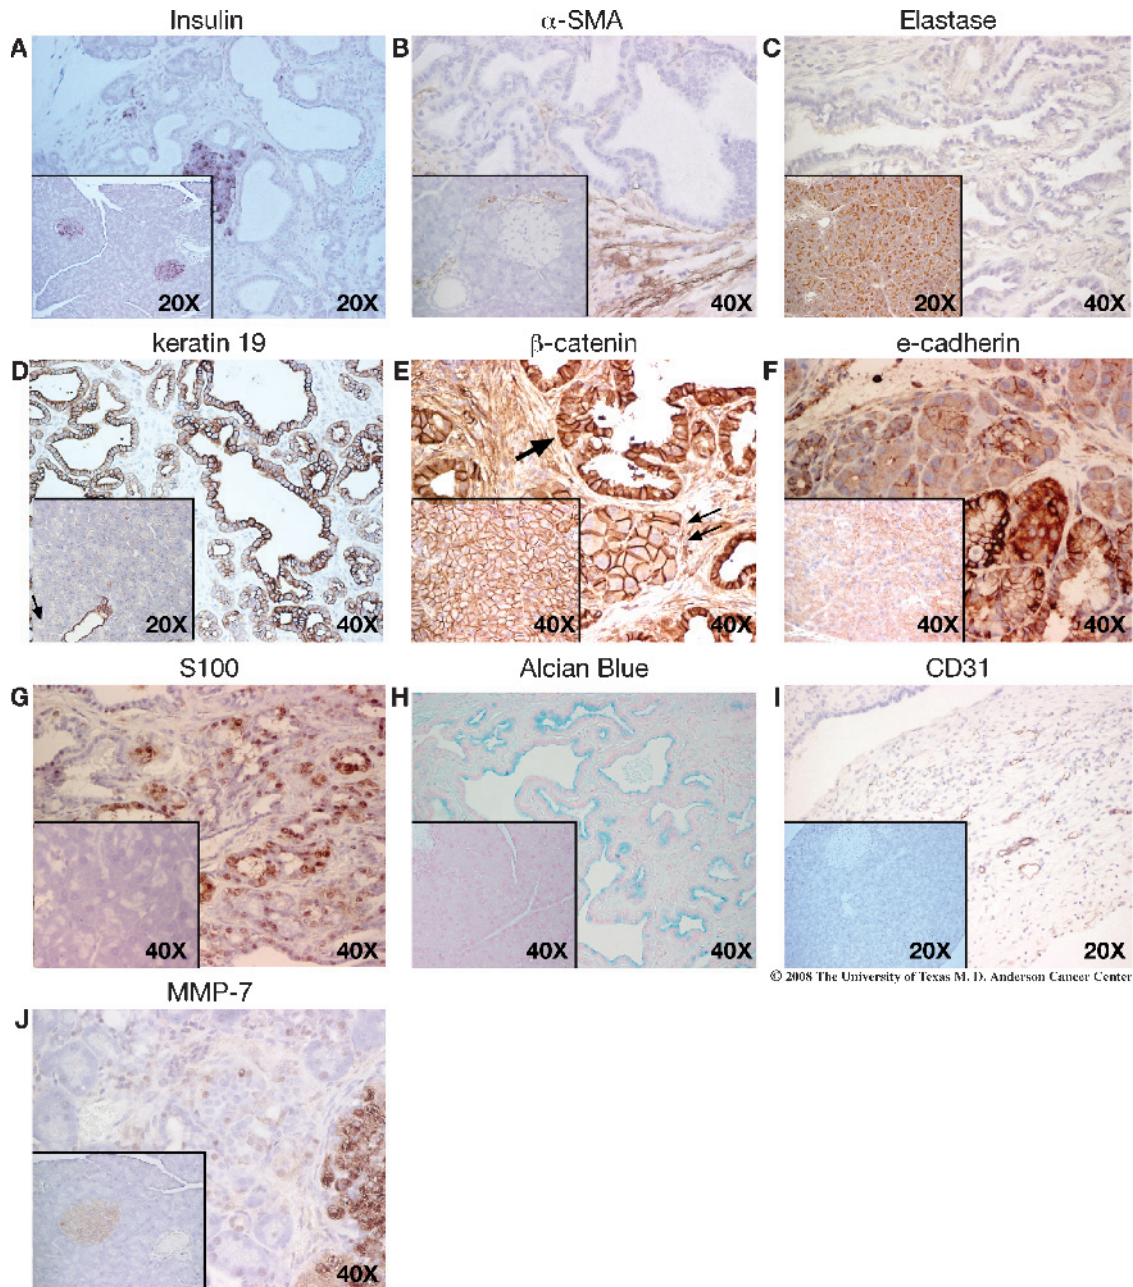 Insulin
α-SMA
Elastase
A
B
C
20X
20X
40X
20X
40X
keratin 19
β-catenin
e-cadherin
D
E
F
20X
40X
40X
40X
40X
40X
S100
Alcian Blue
CD31
G
H
I
40X
40X
40X
40X
20X
20X
© 2008 The University of Texas M. D. Anderson Cancer Center
MMP-7
J
40X